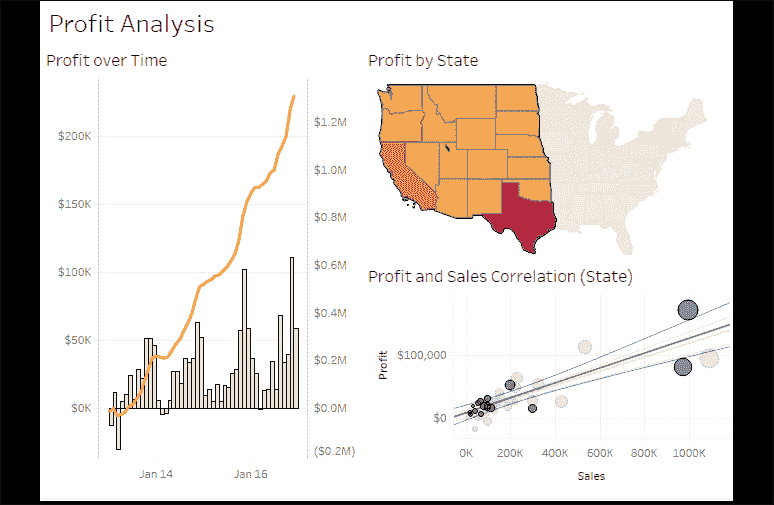 Profit Analysis
Profit over Time
$200K
$150K
$100K
$50K
$0K
$1.2M
$1.0M
$0.8M
$0.6M
$0.4M
$0.2M
$0.0M
($0.2M)
Jan 14
Jan 16
Profit by State
Profit and Sales Correlation (State)
Profit
$100,000
$0
0K
200K
400K
600K
800K
1000K
Sales